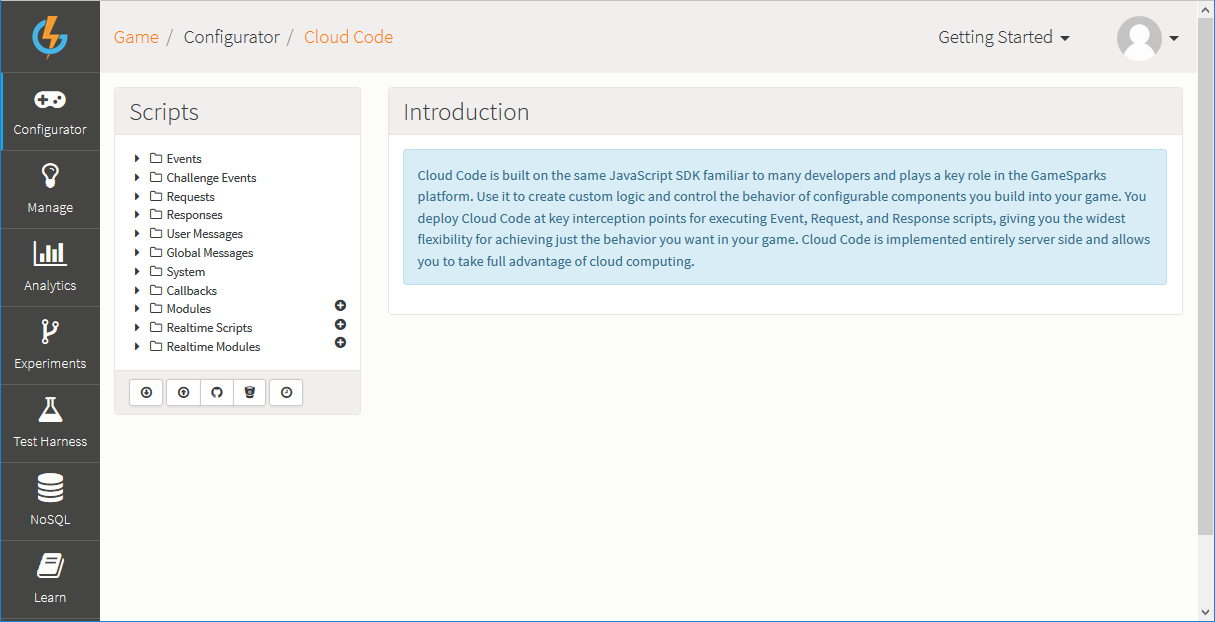 Game / Configurator / Cloud Code
Getting Started
Configurator
Manage
Analytics
Experiments
Test Harness
NoSQL
Learn
Scripts
Events
Challenge Events
Requests
Responses
User Messages
Global Messages
System
Callbacks
Modules
Realtime Scripts
Realtime Modules
Introduction
Cloud Code is built on the same JavaScript SDK familiar to many developers and plays a key role in the GameSparks
platform. Use it to create custom logic and control the behavior of configurable components you build into your game. You
deploy Cloud Code at key interception points for executing Event, Request, and Response scripts, giving you the widest
flexibility for achieving just the behavior you want in your game. Cloud Code is implemented entirely server side and allows
you to take full advantage of cloud computing.